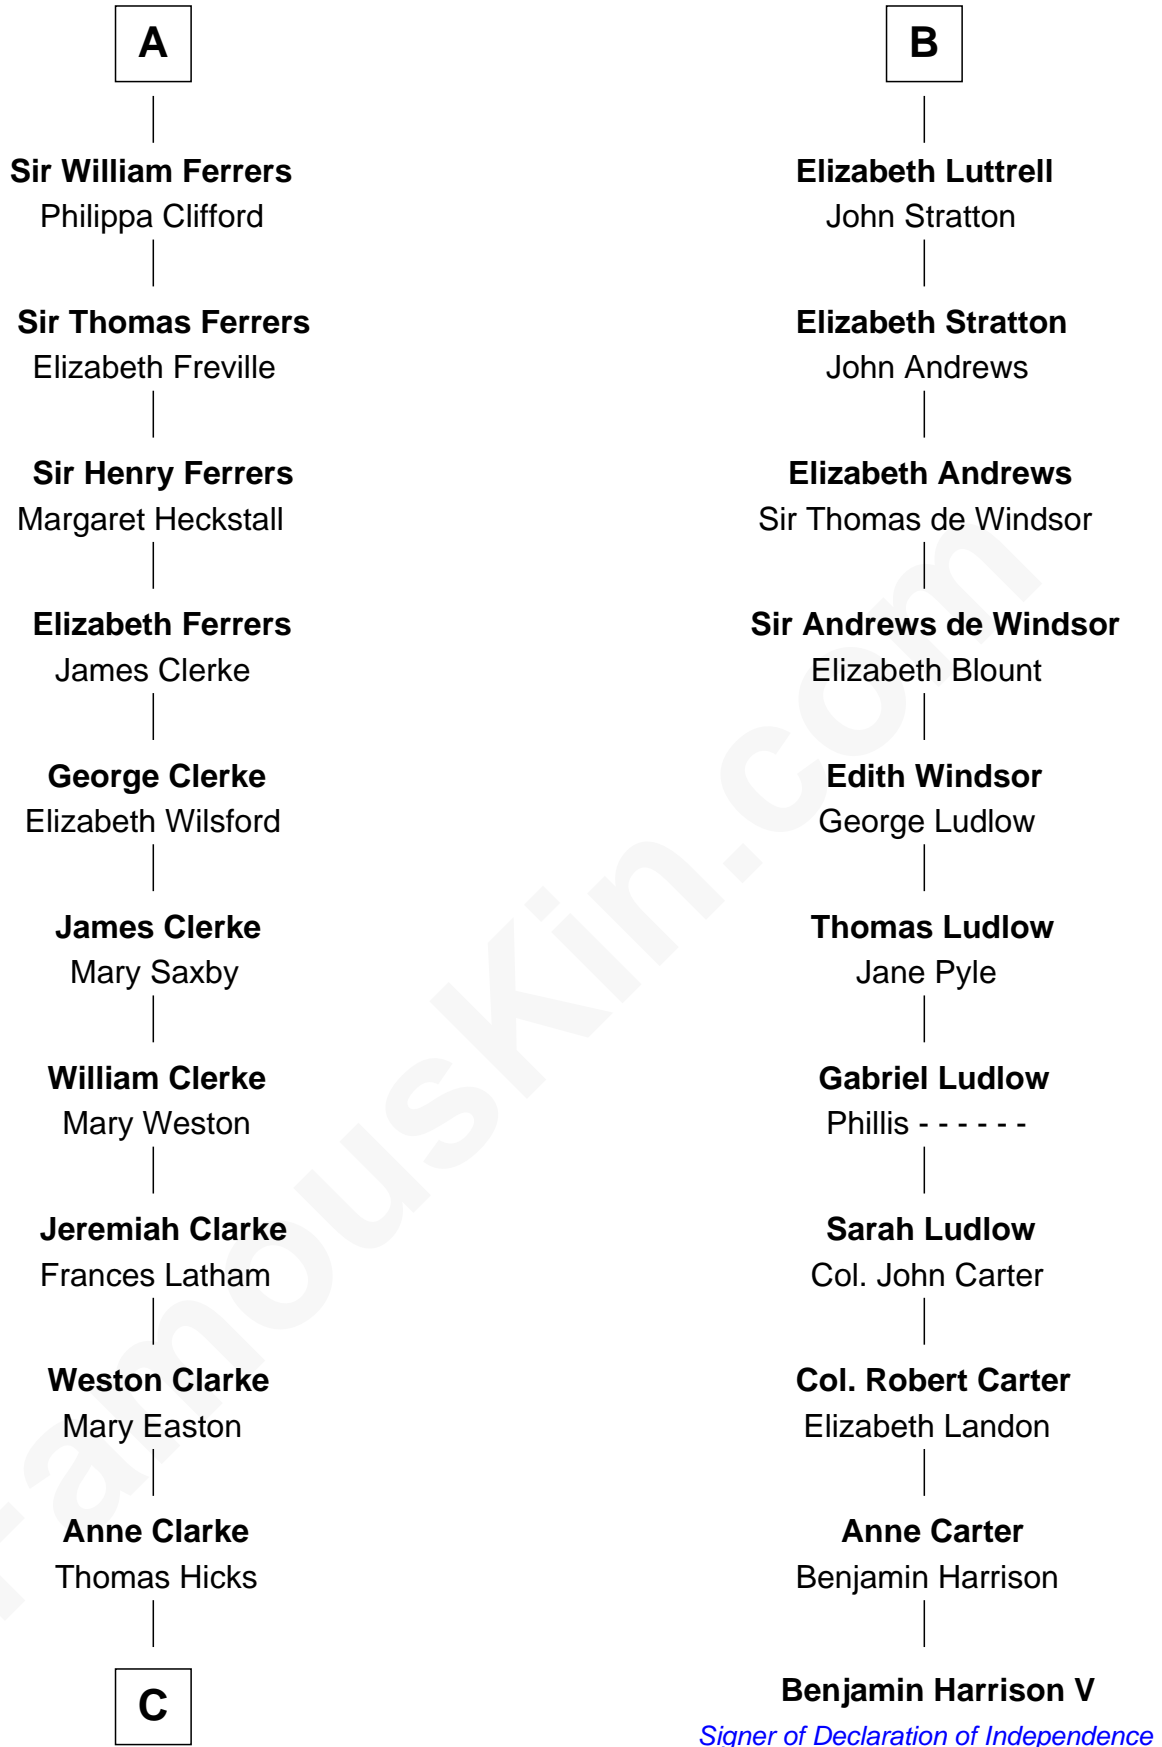 A
Sir William Ferrers
Philippa Clifford
Sir Thomas Ferrers
Elizabeth Freville
Sir Henry Ferrers
Margaret Heckstall
Elizabeth Ferrers
James Clerke
George Clerke
Elizabeth Wilsford
James Clerke
Mary Saxby
William Clerke
Mary Weston
Jeremiah Clarke
Frances Latham
Weston Clarke
Mary Easton
Anne Clarke
Thomas Hicks
C
B
Elizabeth Luttrell
John Stratton
Elizabeth Stratton
John Andrews
Elizabeth Andrews
Sir Thomas de Windsor
Sir Andrews de Windsor
Elizabeth Blount
Edith Windsor
George Ludlow
Thomas Ludlow
Jane Pyle
Gabriel Ludlow
Phillis - - - - - -
Sarah Ludlow
Col. John Carter
Col. Robert Carter
Elizabeth Landon
Anne Carter
Benjamin Harrison
Benjamin Harrison V
Signer of Declaration of Independence
FamousKin.com